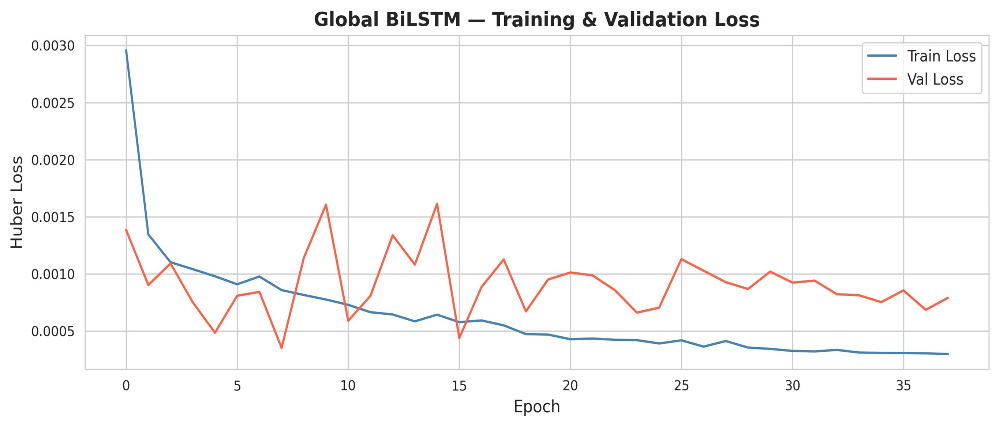 Global BiLSTM — Training & Validation Loss
Train Loss
Val Loss
Huber Loss
0.0030
0.0025
0.0020
0.0015
0.0010
0.0005
0 5 10 15 20 25 30 35
Epoch